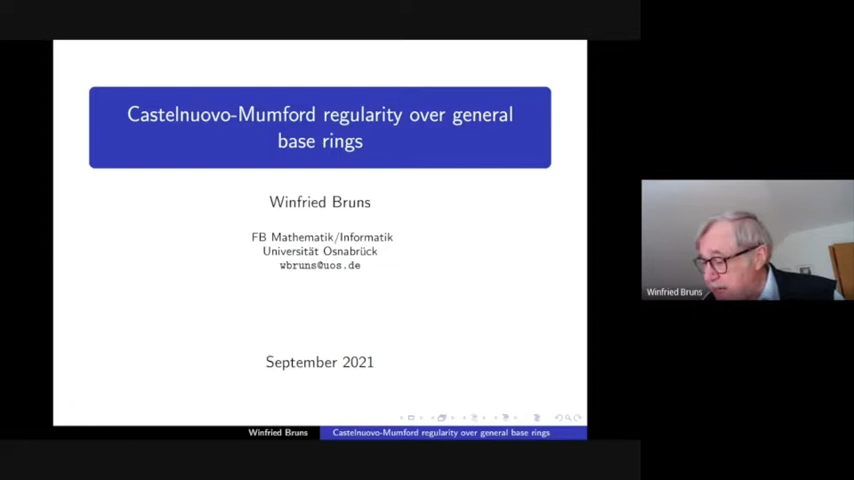 Castelnuovo-Mumford regularity over general
base rings
Winfried Bruns
FB Mathematik/Informatik
Universität Osnabrück
wbruns@uos.de
September 2021
Winfried Bruns
Castelnuovo-Mumford regularity over general base rings
Winfried Bruns